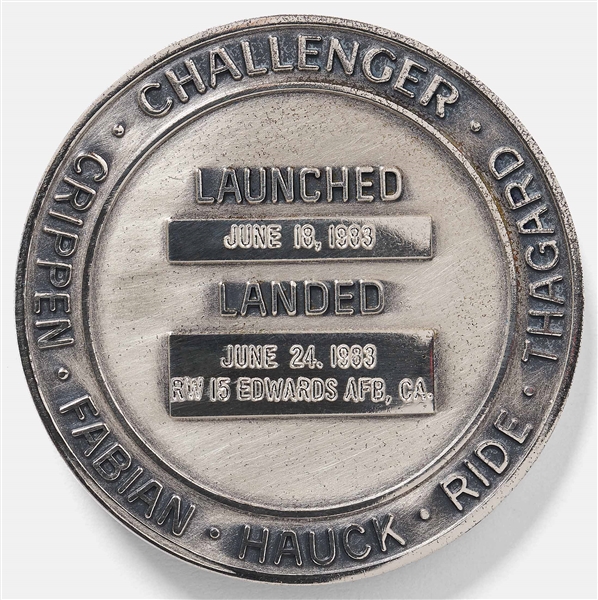 · CHALLENGER ·
CRIPPEN · FABIAN · HAUCK · RIDE · THAGARD
LAUNCHED
JUNE 18, 1983
LANDED
JUNE 24. 1983
RW 15 EDWARDS AFB, CA.